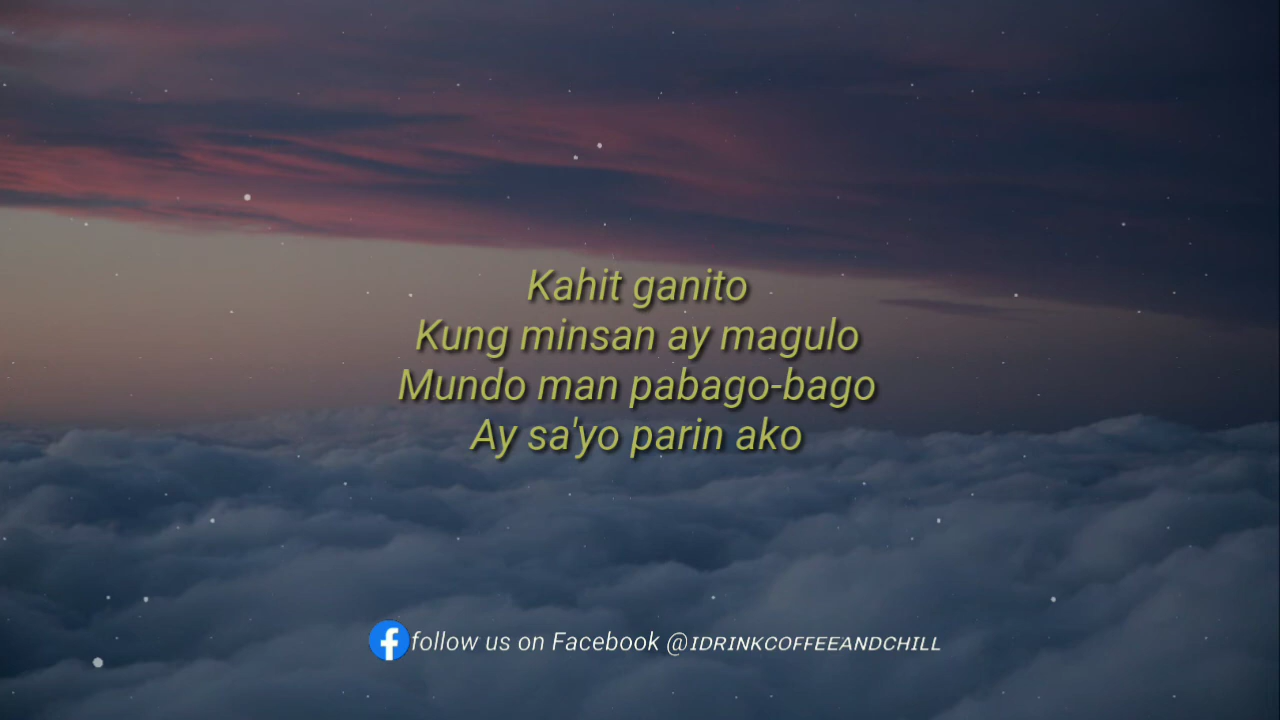 Kahit ganito
Kung minsan ay magulo
Mundo man pabago-bago
Ay sa'yo parin ako
follow us on Facebook @IDRINKCOFFEEANDCHILL